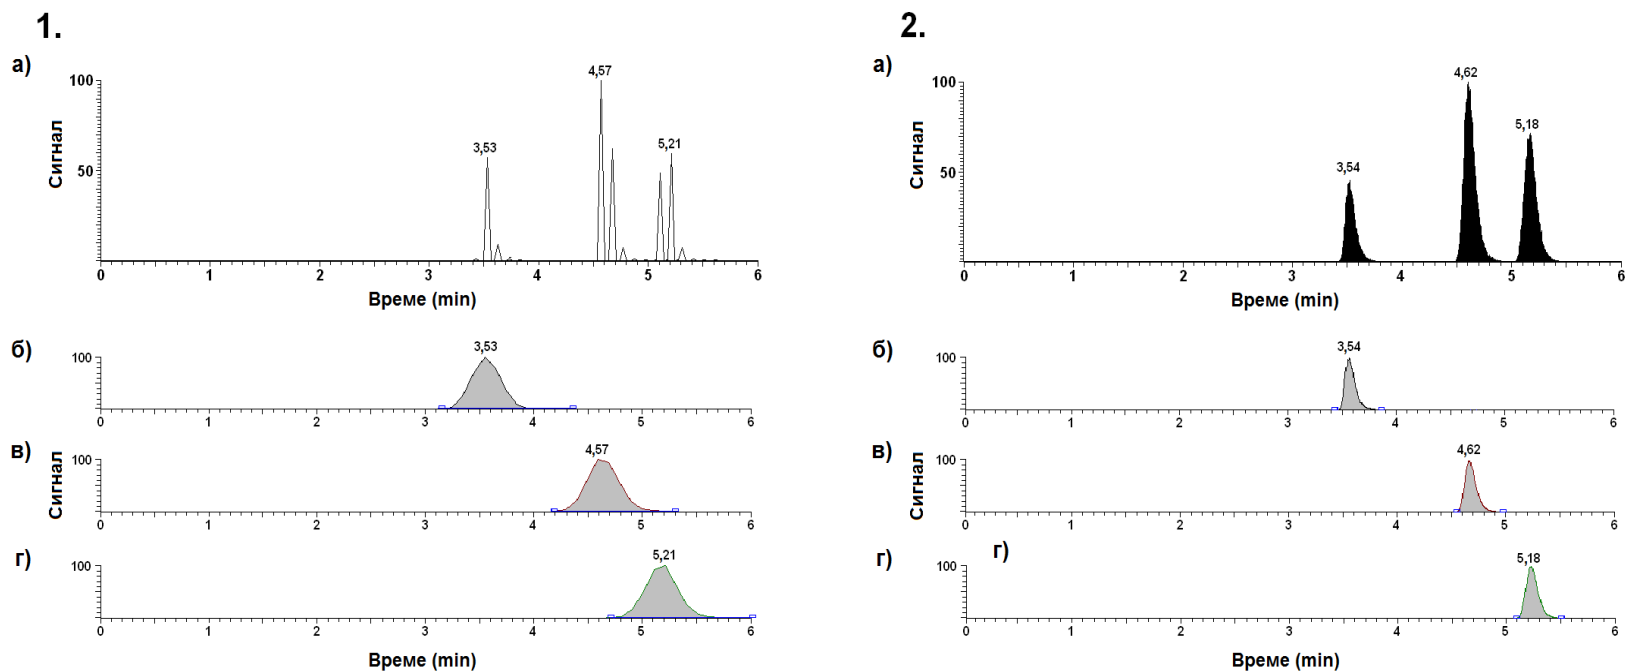 1.
а)
Сигнал
100
50
3,53
4,57
5,21
0 1 2 3 4 5 6
Време (min)
б)
100
3,53
0 1 2 3 4 5 6
в)
Сигнал
100
4,57
0 1 2 3 4 5 6
г)
100
5,21
0 1 2 3 4 5 6
Време (min)
2.
а)
Сигнал
100
50
3,54
4,62
5,18
0 1 2 3 4 5 6
Време (min)
б)
100
3,54
0 1 2 3 4 5 6
в)
Сигнал
100
4,62
0 1 2 3 4 5 6
г)
г)
100
5,18
0 1 2 3 4 5 6
Време (min)